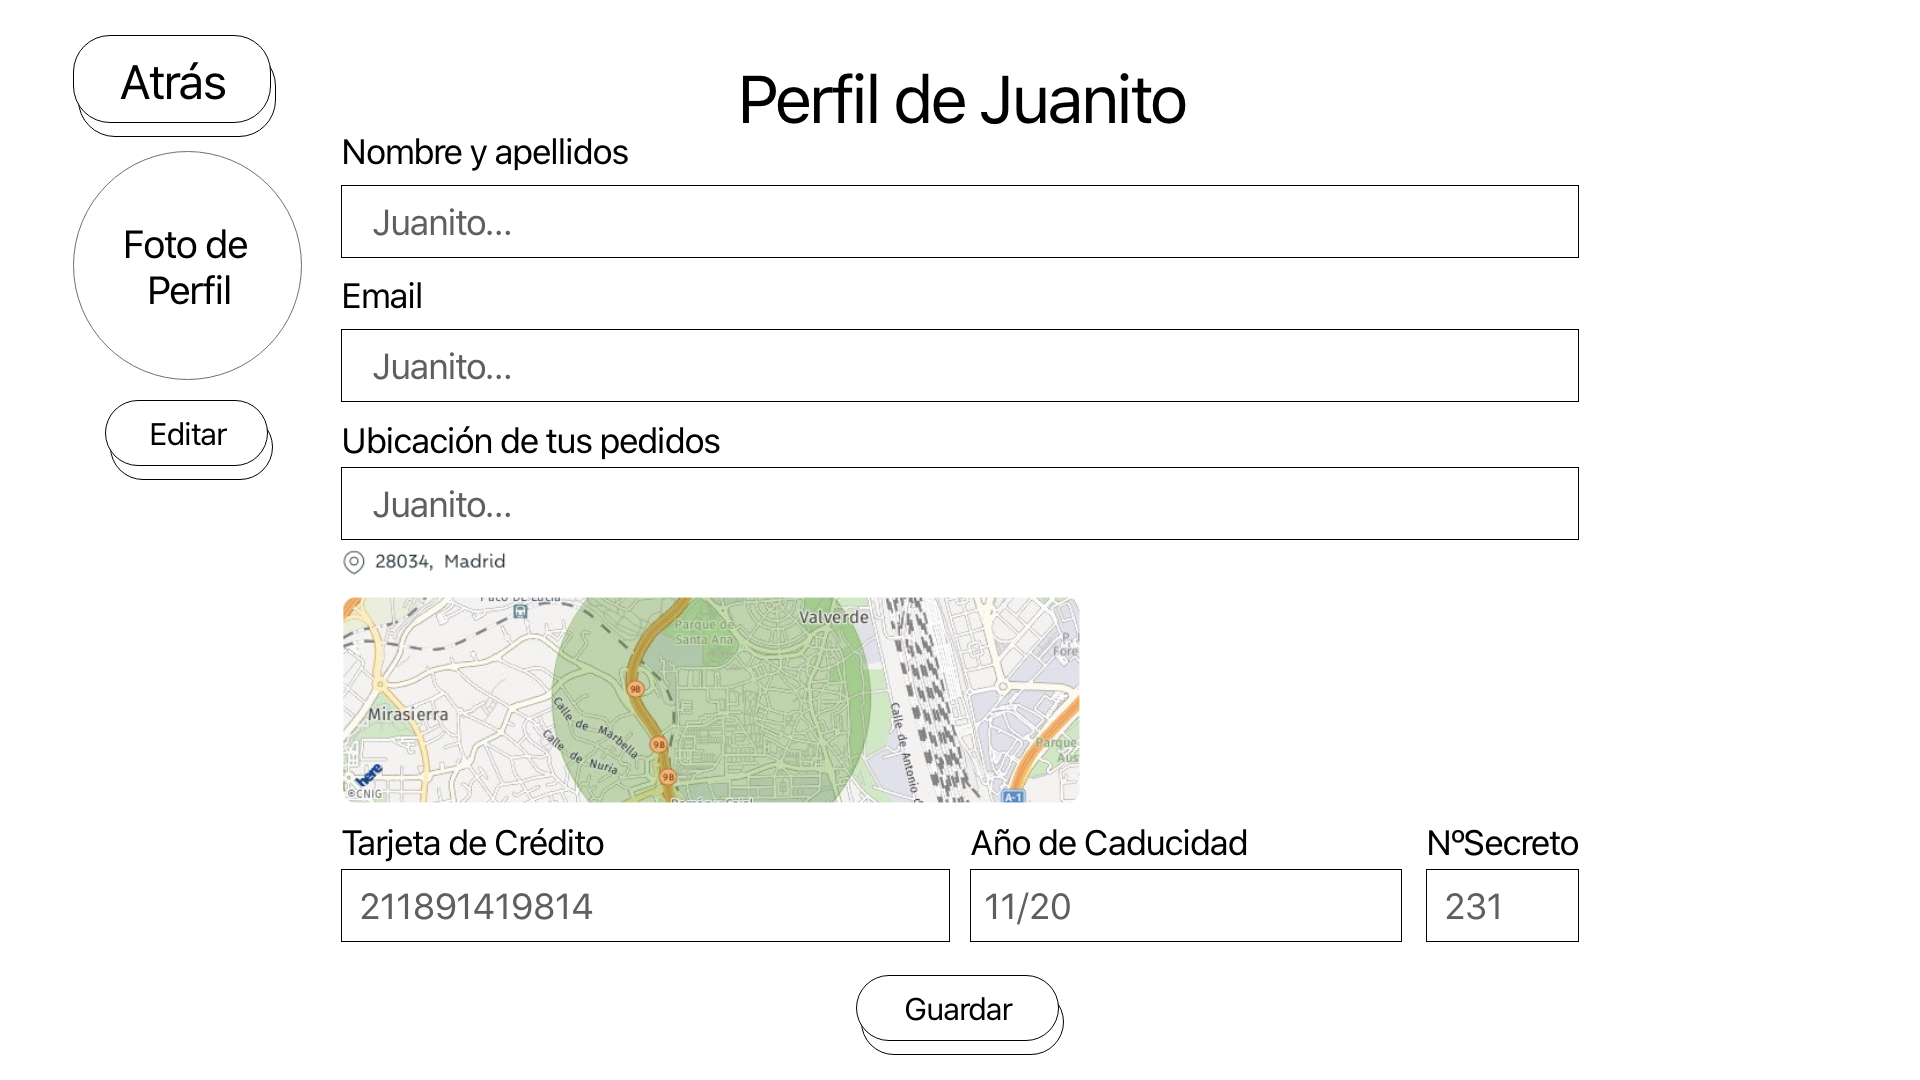 Atrás
Perfil de Juanito
Foto de
Perfil
Editar
Nombre y apellidos
Juanito...
Email
Juanito...
Ubicación de tus pedidos
Juanito...
28034, Madrid
Paco De Lucía
Parque de
Santa Ana
Valverde
P. I
Fore
9B
Mirasierra
Calle de Marbella
Calle de Nuria
9B
9B
Calle de Antonio
Parque
Aus
here
©CNIG
A-1
Tarjeta de Crédito
Año de Caducidad
NºSecreto
211891419814
11/20
231
Guardar